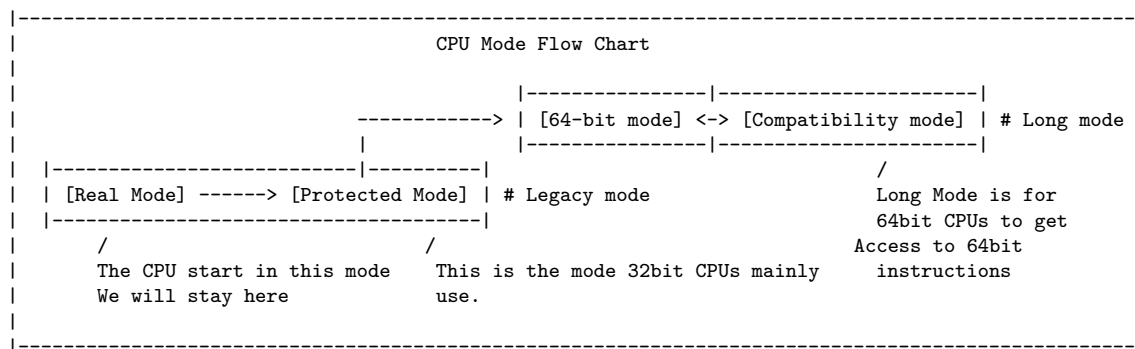 CPU Mode Flow Chart
------------> | [64-bit mode] <-> [Compatibility mode] | # Long mode
| [Real Mode] ------> [Protected Mode] | # Legacy mode
/ Long Mode is for
64bit CPUs to get
/ / Access to 64bit
The CPU start in this mode This is the mode 32bit CPUs mainly instructions
We will stay here use.